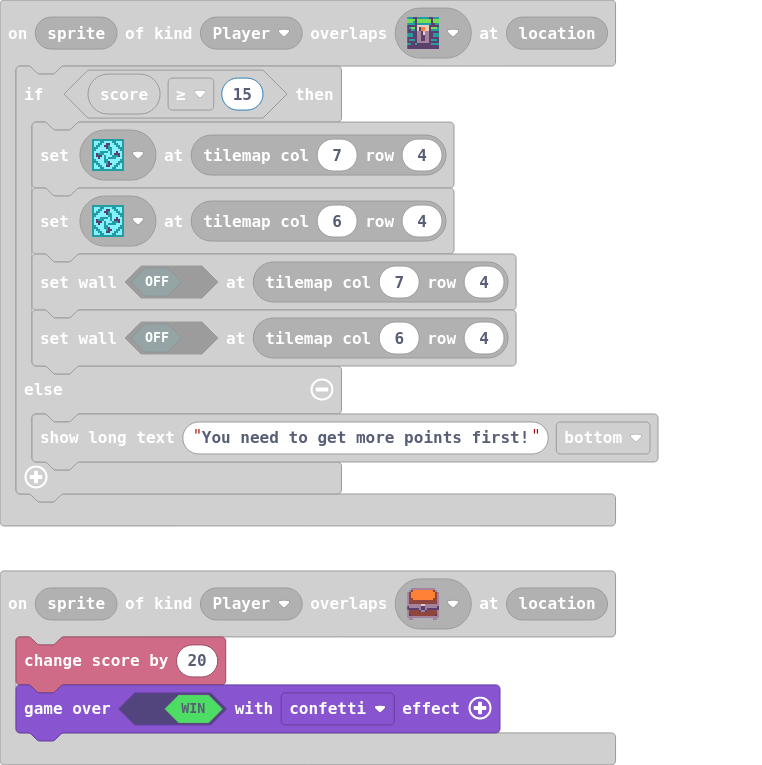 on sprite of kind Player overlaps at location
if score ≥ 15 then
set at tilemap col 7 row 4
set at tilemap col 6 row 4
set wall OFF at tilemap col 7 row 4
set wall OFF at tilemap col 6 row 4
else
show long text "You need to get more points first!" bottom
on sprite of kind Player overlaps at location
change score by 20
game over WIN with confetti effect